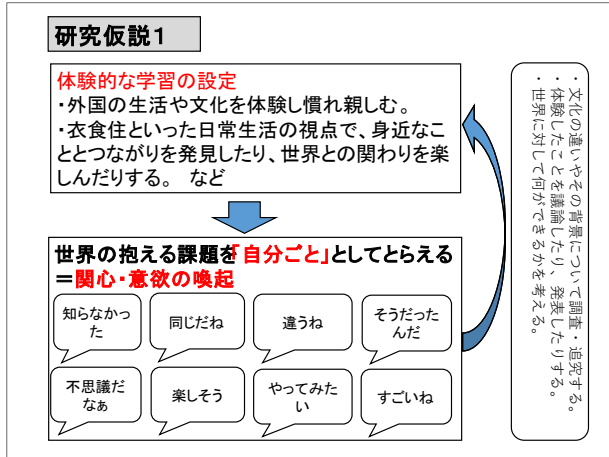 研究仮説1
体験的な学習の設定
・外国の生活や文化を体験し慣れ親しむ。
・衣食住といった日常生活の視点で、身近なこ
ととつながりを発見したり、世界との関わりを楽
しんだりする。 など
世界の抱える課題を「自分ごと」としてとらえる
＝関心・意欲の喚起
知らなかっ
た
同じだね
違うね
そうだった
んだ
不思議だ
なぁ
楽しそう
やってみた
い
すごいね
・文化の違いやその背景について調査・追究する。
・体験したことを議論したり、発表したりする。
・世界に対して何ができるかを考える。